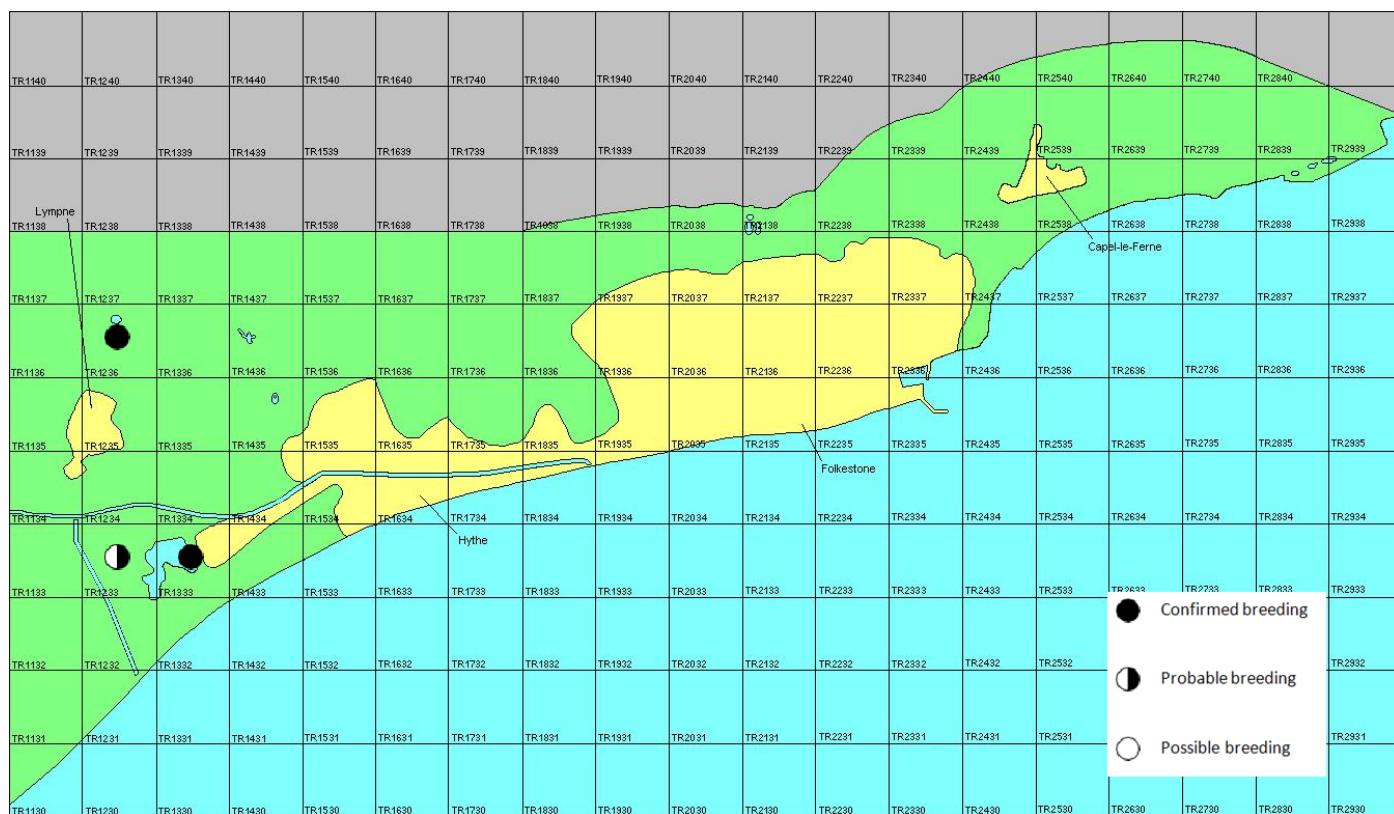 TR1140 TR1240 TR1340 TR1440 TR1540 TR1640 TR1740 TR1840 TR1940 TR2040 TR2140 TR2240 TR2340 TR2440 TR2540 TR2640 TR2740 TR2840
TR1139 TR1239 TR1339 TR1439 TR1539 TR1639 TR1739 TR1839 TR1939 TR2039 TR2139 TR2239 TR2339 TR2439 TR2539 TR2639 TR2739 TR2839 TR2939
Lympne
TR1138 TR1238 TR1338 TR1438 TR1538 TR1638 TR1738 TR1938 TR2038 TR2138 TR2238 TR2338 TR2438 TR2538 TR2638 TR2738 TR2838 TR2938
Capel-le-Ferne
TR1137 TR1237 TR1337 TR1437 TR1537 TR1637 TR1737 TR1837 TR1937 TR2037 TR2137 TR2237 TR2337 TR2437 TR2537 TR2637 TR2737 TR2837 TR2937
TR1136 TR1236 TR1336 TR1436 TR1536 TR1636 TR1736 TR1836 TR1936 TR2036 TR2136 TR2236 TR2336 TR2436 TR2536 TR2636 TR2736 TR2836 TR2936
TR1135 TR1235 TR1335 TR1435 TR1535 TR1635 TR1735 TR1835 TR1935 TR2035 TR2135 TR2235 TR2335 TR2435 TR2535 TR2635 TR2735 TR2835 TR2935
Folkestone
TR1134 TR1234 TR1334 TR1434 TR1534 TR1634 TR1734 TR1834 TR1934 TR2034 TR2134 TR2234 TR2334 TR2434 TR2534 TR2634 TR2734 TR2834 TR2934
Hythe
TR1133 TR1233 TR1333 TR1433 TR1533 TR1633 TR1733 TR1833 TR1933 TR2033 TR2133 TR2233 TR2333 TR2433 TR2533 TR2633 TR2733 TR2833 TR2933
Confirmed breeding
TR1132 TR1232 TR1332 TR1432 TR1532 TR1632 TR1732 TR1832 TR1932 TR2032 TR2132 TR2232 TR2332 TR2432 TR2532 TR2932
Probable breeding
TR1131 TR1231 TR1331 TR1431 TR1531 TR1631 TR1731 TR1831 TR1931 TR2031 TR2131 TR2231 TR2331 TR2431 TR2531 TR2931
Possible breeding
TR1130 TR1230 TR1330 TR1430 TR1530 TR1630 TR1730 TR1830 TR1930 TR2030 TR2130 TR2230 TR2330 TR2430 TR2530 TR2630 TR2730 TR2830 TR2930